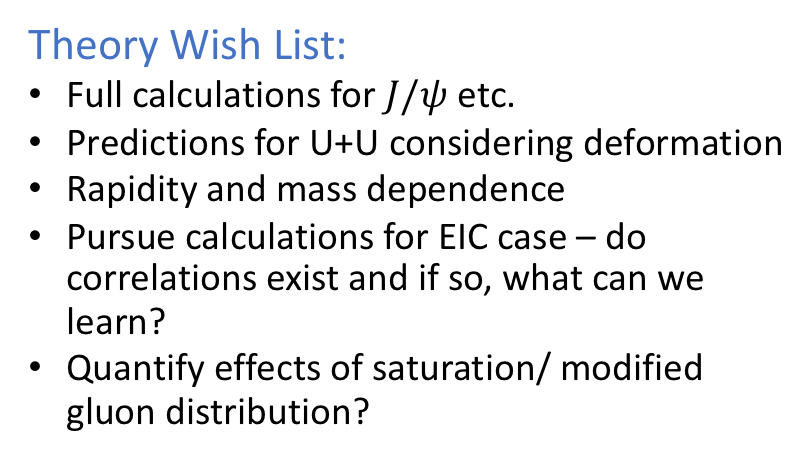 Theory Wish List:
• Full calculations for J/ψ etc.
• Predictions for U+U considering deformation
• Rapidity and mass dependence
• Pursue calculations for EIC case – do
correlations exist and if so, what can we
learn?
• Quantify effects of saturation/ modified
gluon distribution?